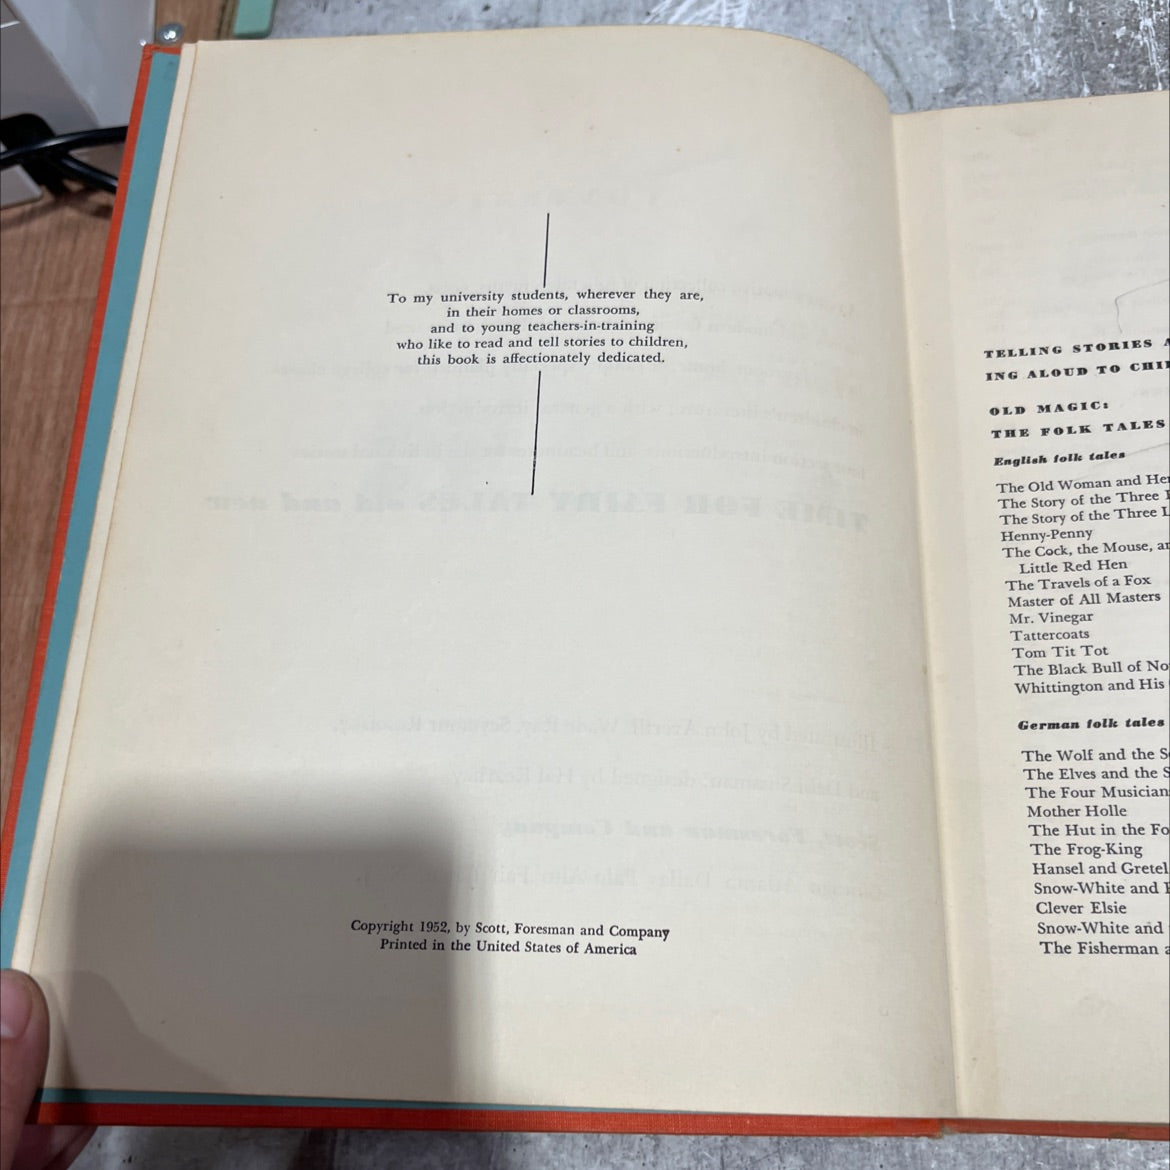 To my university students, wherever they are,
in their homes or classrooms,
and to young teachers-in-training
who like to read and tell stories to children,
this book is affectionately dedicated.
Copyright 1952, by Scott, Foresman and Company
Printed in the United States of America
TELLING STORIES
ING ALOUD TO
OLD MAGIC:
THE FOLK TALES
English folk tales
The Old Woman and
The Story of the Three
The Story of the Three
Henny-Penny
The Cock, the Mouse,
Little Red Hen
The Travels of a Fox
Master of All Masters
Mr. Vinegar
Tattercoats
Tom Tit Tot
The Black Bull of
Whittington and His
German folk tales
The Wolf and the
The Elves and the
The Four
Mother Holle
The Hut in the
The Frog-King
Hansel and Gretel
Snow-White and
Clever Elsie
Snow-White and
The Fisherman